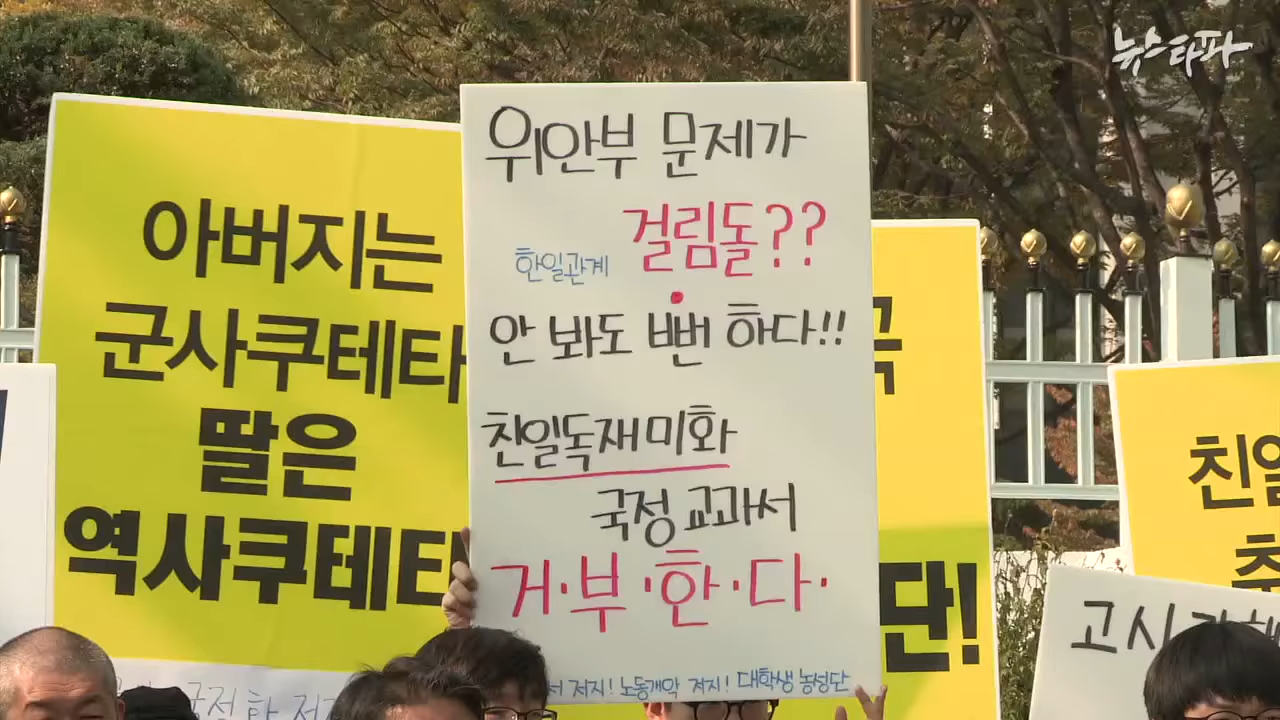 뉴스타파
아버지는
군사쿠테타
딸은
역사쿠테타
위안부 문제가
한일관계 걸림돌??
안 봐도 뻔 하다!!
친일독재미화
국정 교과서
거·부·한·다·
저지! 노동개악 저지! 대학생 농성단
단!
친일
고시